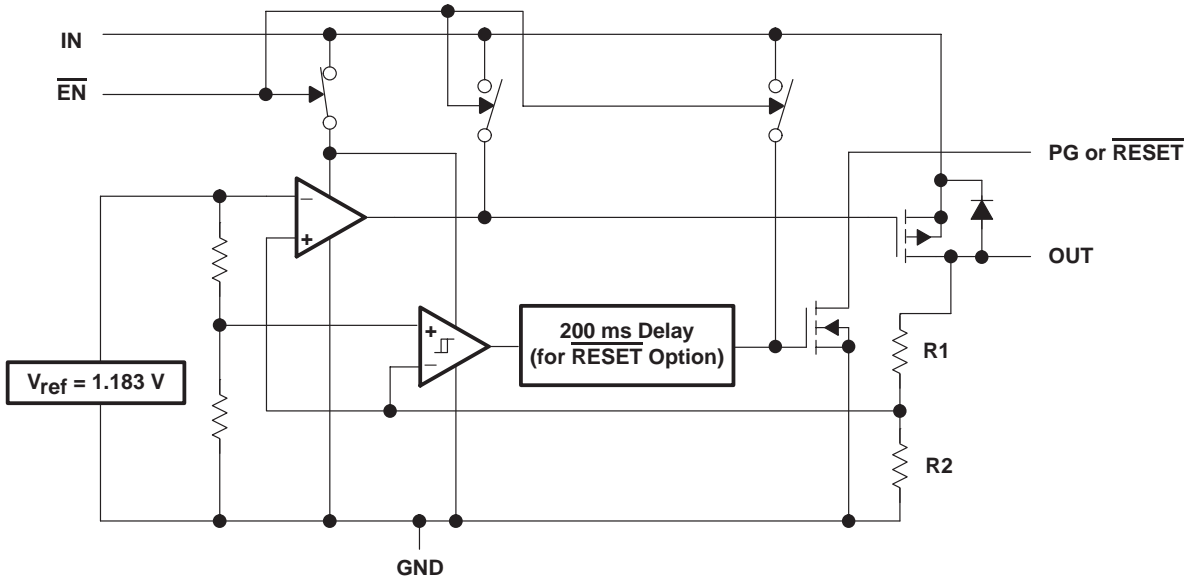 IN
EN
PG or RESET
−
+
OUT
200 ms Delay
(for RESET Option)
+
−
R1
Vref = 1.183 V
R2
GND